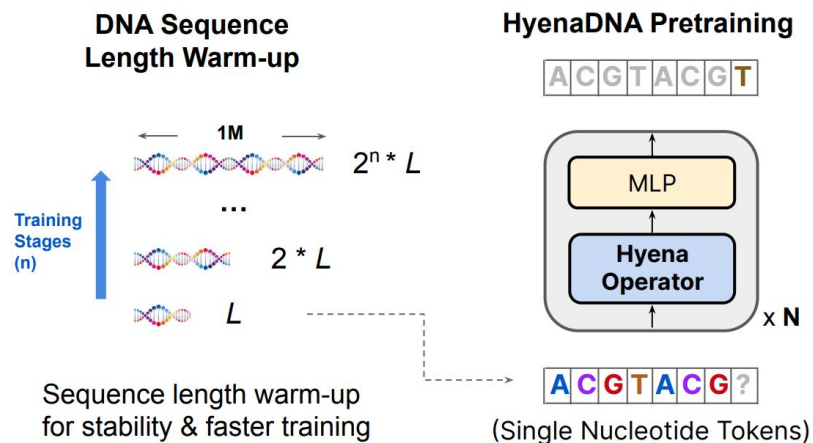 DNA Sequence
Length Warm-up
1M
2ⁿ * L
...
2 * L
L
Training
Stages
(n)
Sequence length warm-up
for stability & faster training
HyenaDNA Pretraining
A C G T A C G T
MLP
Hyena
Operator
x N
A C G T A C G ?
(Single Nucleotide Tokens)